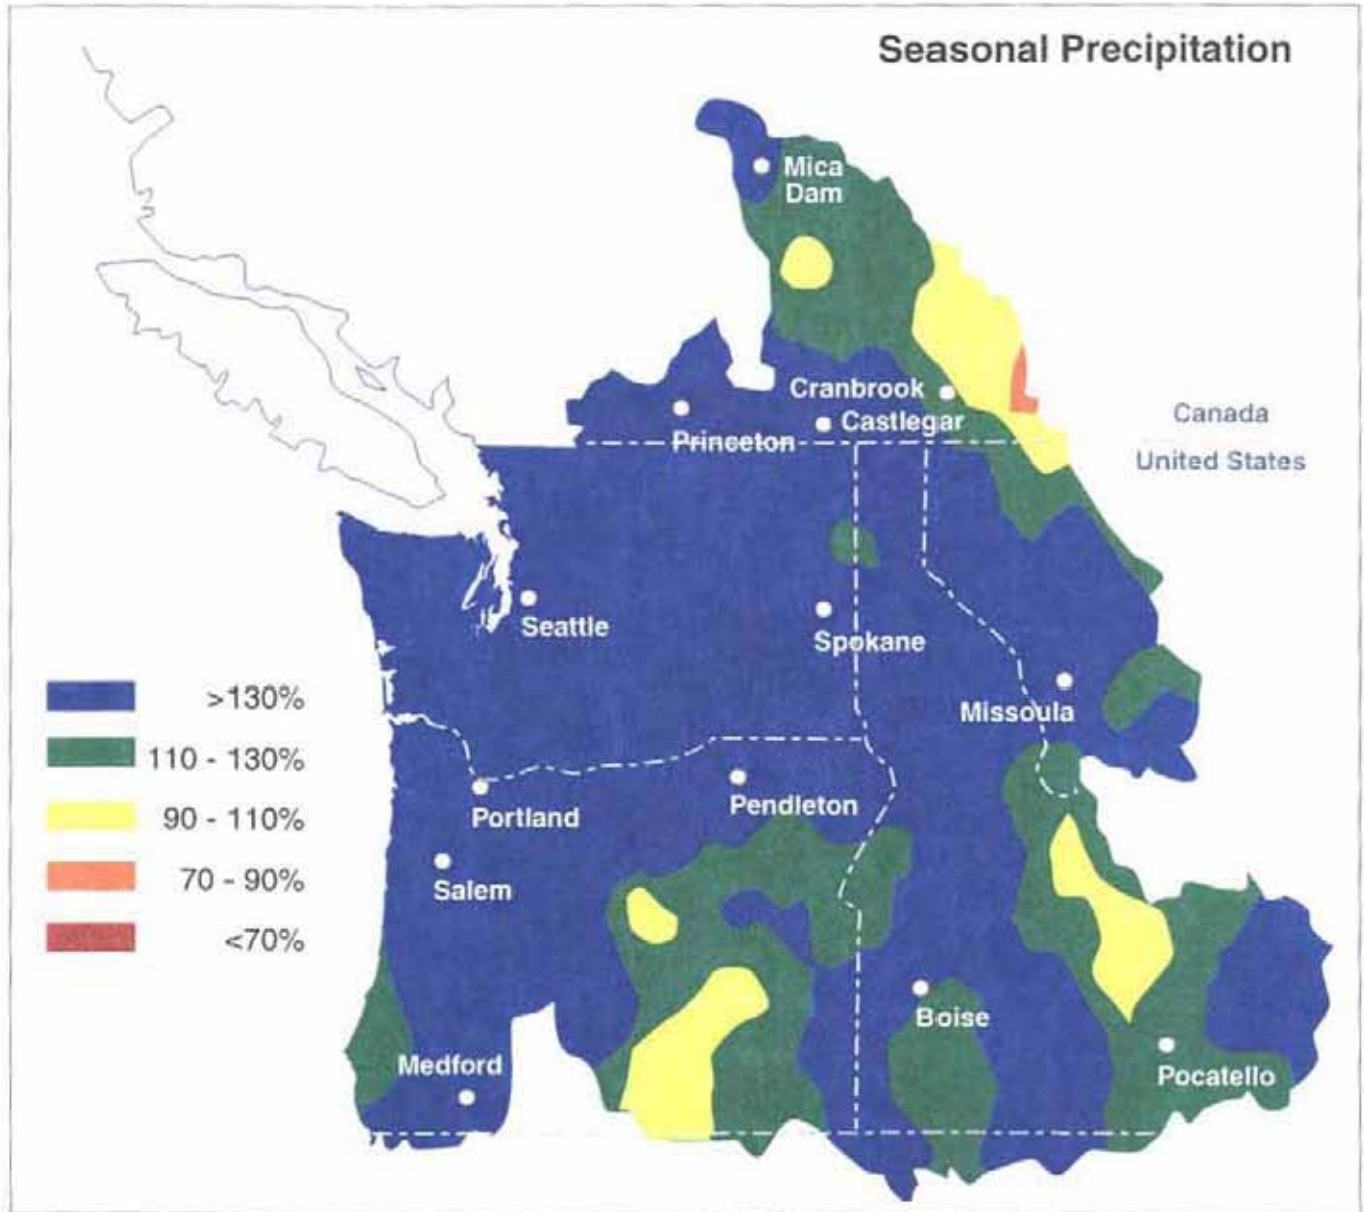 Seasonal Precipitation
Mica
Dam
Cranbrook
Castlegar
Princeton
Canada
United States
Seattle
Spokane
Missoula
>130%
110 - 130%
90 - 110%
70 - 90%
<70%
Portland
Pendleton
Salem
Boise
Medford
Pocatello